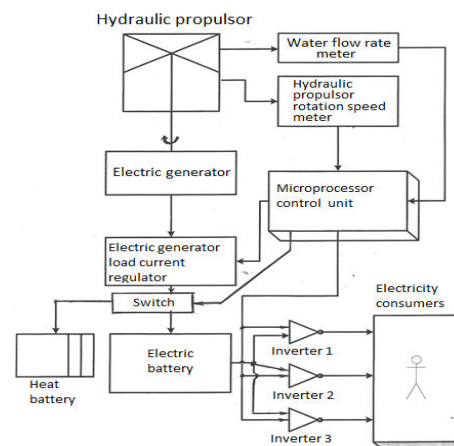 Hydraulic propulsor
Water flow rate
meter
Hydraulic
propulsor
rotation speed
meter
Electric generator
Microprocessor
control unit
Electric generator
load current
regulator
Switch
Electricity
consumers
Electric
battery
Heat
battery
Inverter 1
Inverter 2
Inverter 3